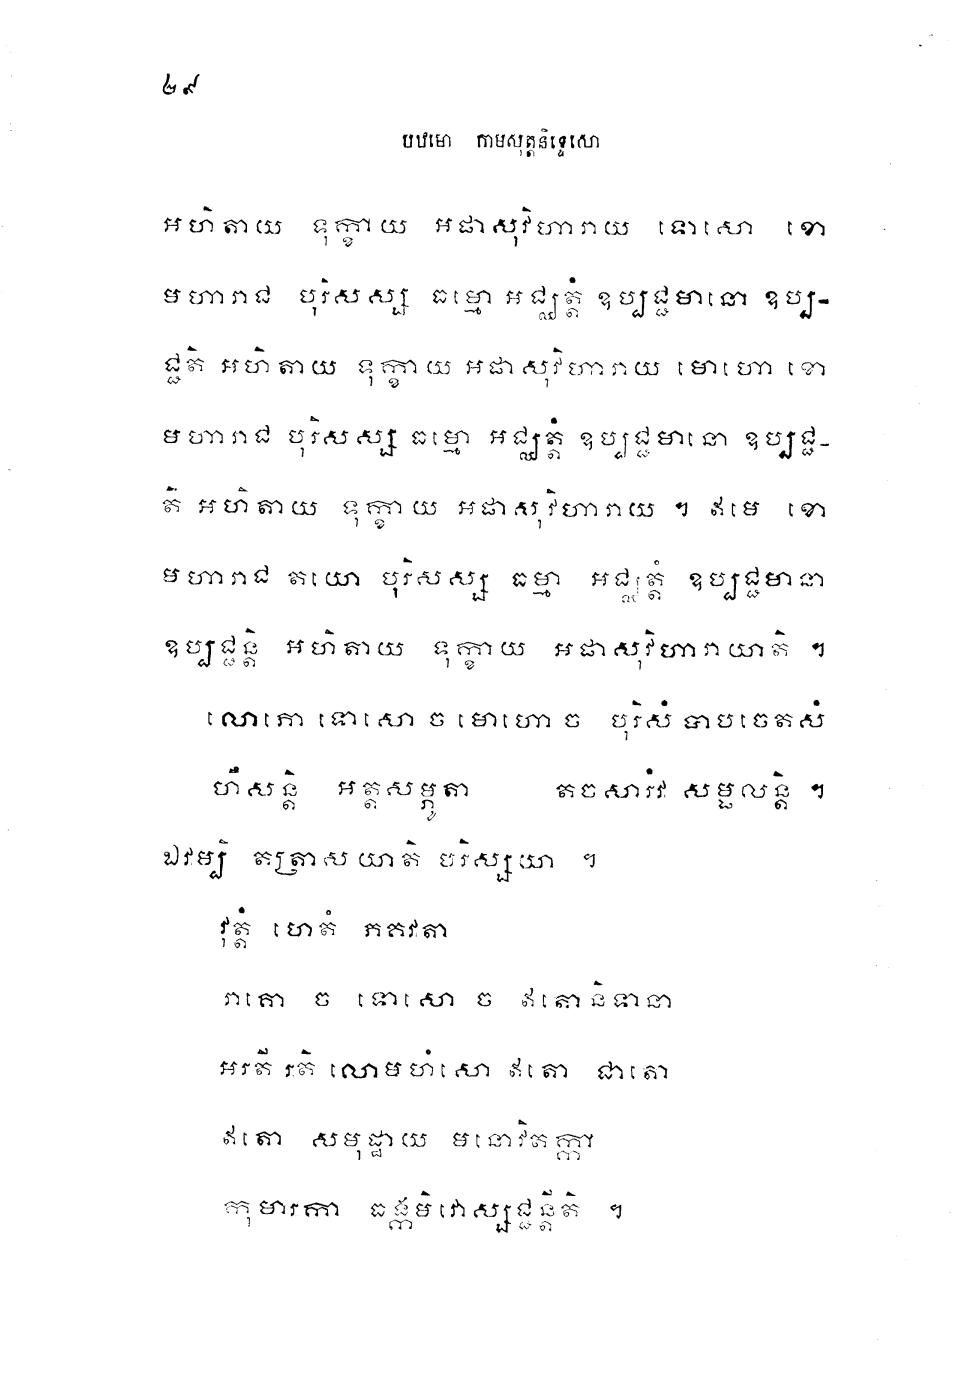 ២៩
បឋមោ កាមសុត្តនិទ្ទេសោ
អហិតាយ ទុក្ខាយ អផាសុវិហារាយ ទោសោ ខោ
មហារាជ បុរិសស្ស ធម្មោ អជ្ឈត្តំ ឧប្បជ្ជមានោ ឧប្ប-
ជ្ជតិ អហិតាយ ទុក្ខាយ អផាសុវិហារាយ មោហោ ខោ
មហារាជ បុរិសស្ស ធម្មោ អជ្ឈត្តំ ឧប្បជ្ជមានោ ឧប្បជ្ជ-
តិ អហិតាយ ទុក្ខាយ អផាសុវិហារាយ ។ ឥមេ ខោ
មហារាជ តយោ បុរិសស្ស ធម្មា អជ្ឈត្តំ ឧប្បជ្ជមានា
ឧប្បជ្ជន្តិ អហិតាយ ទុក្ខាយ អផាសុវិហារាយាតិ ។
លោភោ ទោសោ ច មោហោ ច បុរិសំ បាបចេតសំ
ហឹសន្តិ អត្តសម្ភូតា តចសារំវ សម្ផលន្តិ ។
ឯវម្បិ តត្រាសយាតិ បរិស្សយា ។
វុត្តំ ហេតំ ភគវតា
រាគោ ច ទោសោ ច ឥតោនិទានា
អរតី រតិ លោមហំសោ ឥតោ ជាតោ
ឥតោ សមុដ្ឋាយ មនោវិតក្កា
កុមារកា ធង្កមិវោស្សជ្ជន្តីតិ ។